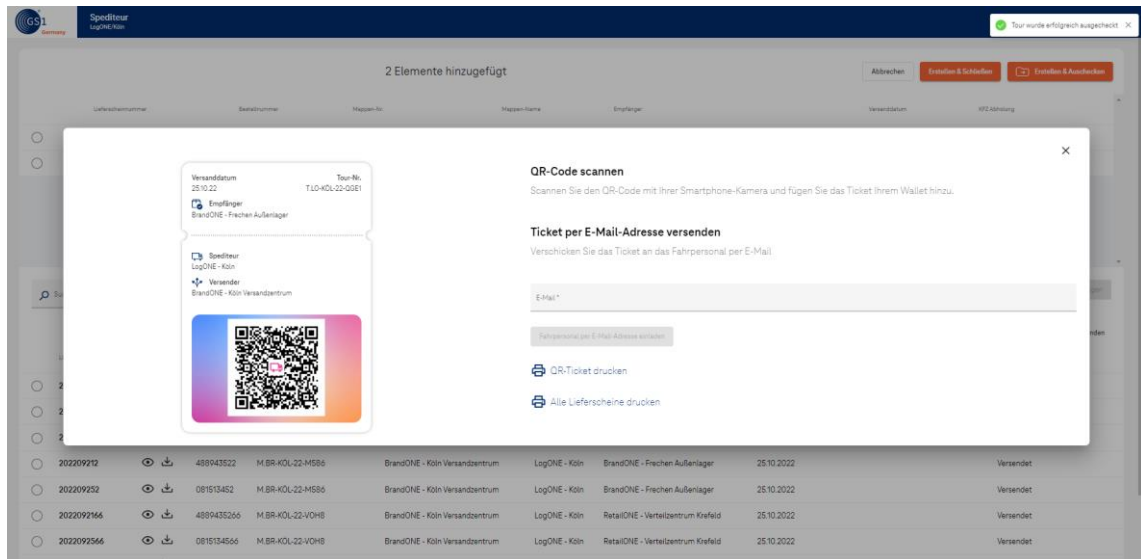 GS1
Germany
Spediteur
LogONE/Köln
Tour wurde erfolgreich ausgecheckt
2 Elemente hinzugefügt
Abbrechen
Erstellen & Schließen
Erstellen & Auschecken
Lieferscheinnummer Bestellnummer Mappen-Nr. Mappen-Name Empfänger Versanddatum KFZ Abholung
Versanddatum Tour-Nr.
25.10.22 T.LO-KÖL-22-QGE1
Empfänger
BrandONE - Frechen Außenlager
Spediteur
LogONE - Köln
Versender
BrandONE - Köln Versandzentrum
QR-Code scannen
Scannen Sie den QR-Code mit Ihrer Smartphone-Kamera und fügen Sie das Ticket Ihrem Wallet hinzu.
Ticket per E-Mail-Adresse versenden
Verschicken Sie das Ticket an das Fahrpersonal per E-Mail
E-Mail *
Fahrpersonal per E-Mail-Adresse einladen
QR-Ticket drucken
Alle Lieferscheine drucken
202209212 488943522 M.BR-KÖL-22-MS86 BrandONE - Köln Versandzentrum LogONE - Köln BrandONE - Frechen Außenlager 25.10.2022 Versendet
202209252 081513452 M.BR-KÖL-22-MS86 BrandONE - Köln Versandzentrum LogONE - Köln BrandONE - Frechen Außenlager 25.10.2022 Versendet
2022092166 4889435266 M.BR-KÖL-22-VOH8 BrandONE - Köln Versandzentrum LogONE - Köln RetailONE - Verteilzentrum Krefeld 25.10.2022 Versendet
2022092566 0815134566 M.BR-KÖL-22-VOH8 BrandONE - Köln Versandzentrum LogONE - Köln RetailONE - Verteilzentrum Krefeld 25.10.2022 Versendet